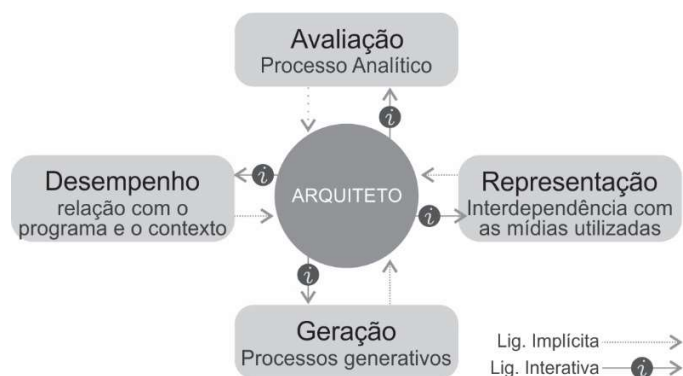 Avaliação
Processo Analítico
i
Desempenho
relação com o
programa e o contexto
i
ARQUITETO
i
Representação
Interdependência com
as mídias utilizadas
i
Geração
Processos generativos
Lig. Implícita
Lig. Interativa
i